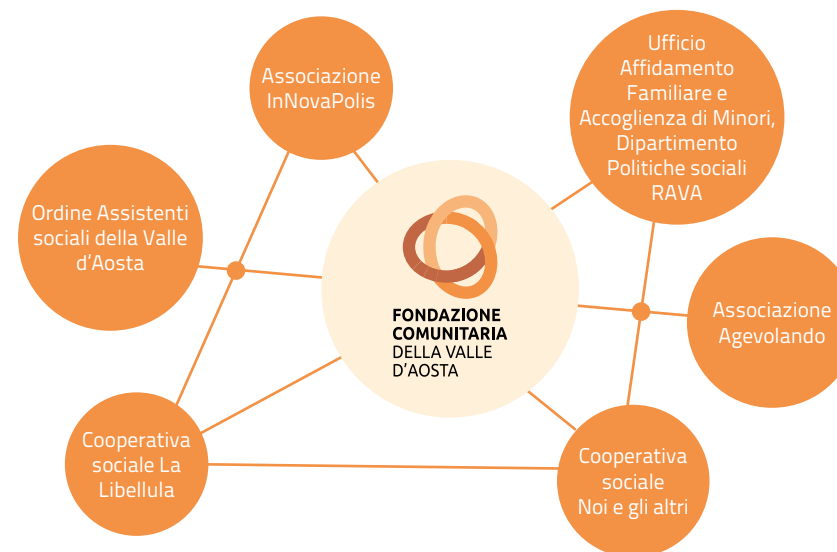 Associazione
InNovaPolis
Ufficio
Affidamento
Familiare e
Accoglienza di Minori,
Dipartimento
Politiche sociali
RAVA
Ordine Assistenti
sociali della Valle
d'Aosta
FONDAZIONE
COMUNITARIA
DELLA VALLE
D'AOSTA
Associazione
Agevolando
Cooperativa
sociale La
Libellula
Cooperativa
sociale
Noi e gli altri